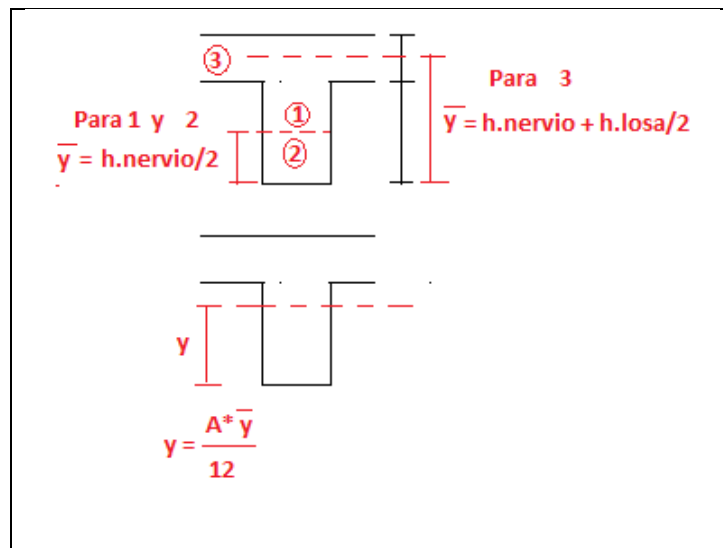 ③
Para 3
y̅ = h.nervio + h.losa/2
①
Para 1 y 2
y̅ = h.nervio/2
②
y
y = A* y̅
12